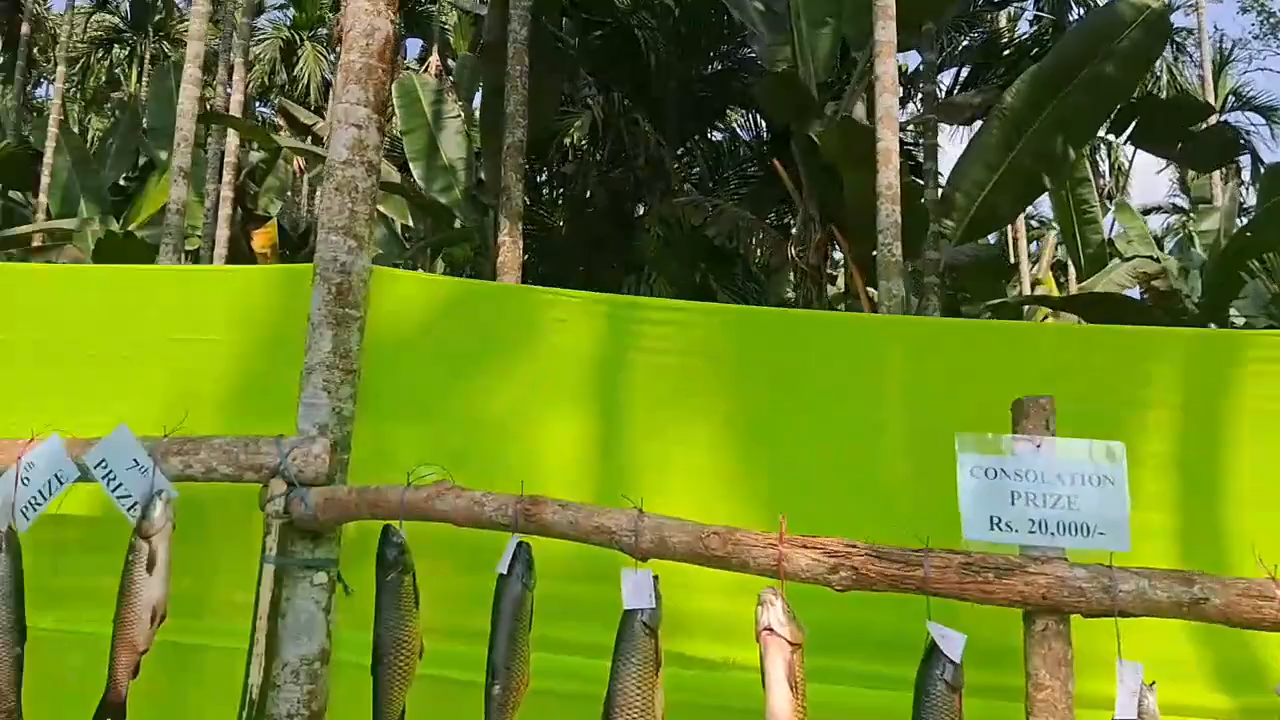 6th
PRIZE
7th
PRIZE
CONSOLATION
PRIZE
Rs. 20,000/-